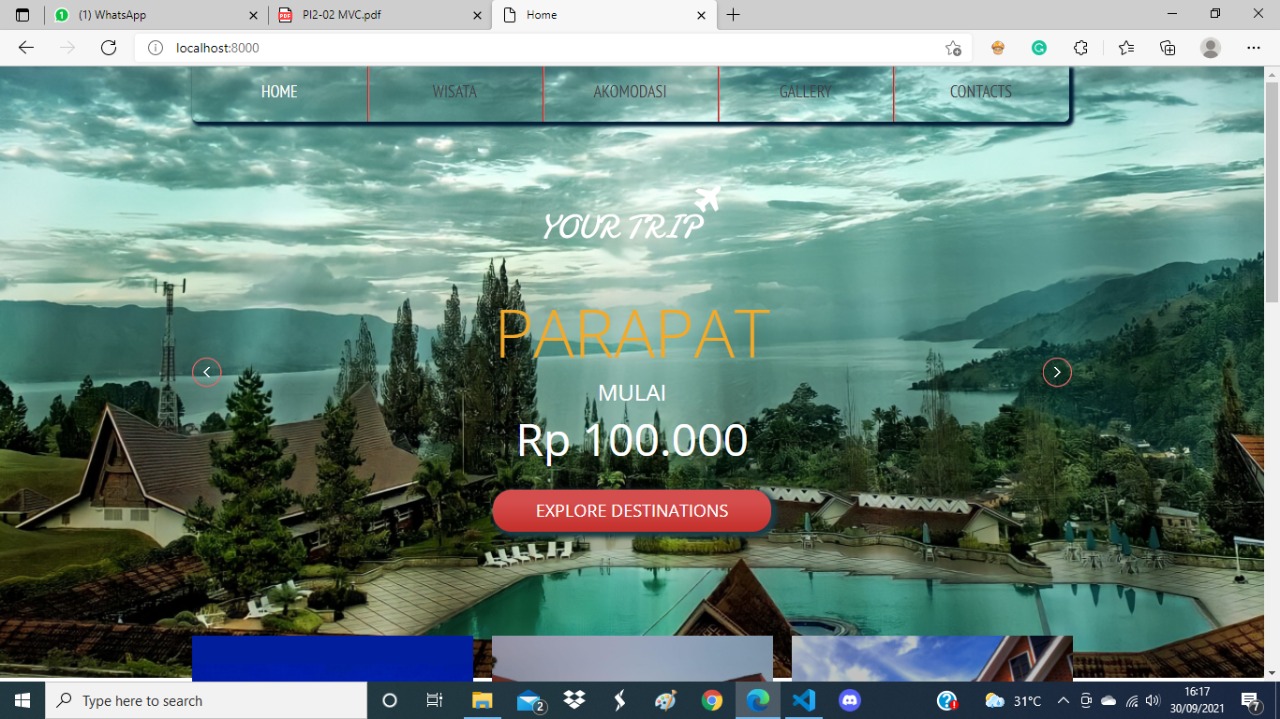 (1) WhatsApp
PI2-02 MVC.pdf
Home
localhost:8000
HOME
WISATA
AKOMODASI
GALLERY
CONTACTS
YOUR TRIP
PARAPAT
MULAI
Rp 100.000
EXPLORE DESTINATIONS
Type here to search
2
31°C
16:17
30/09/2021
7